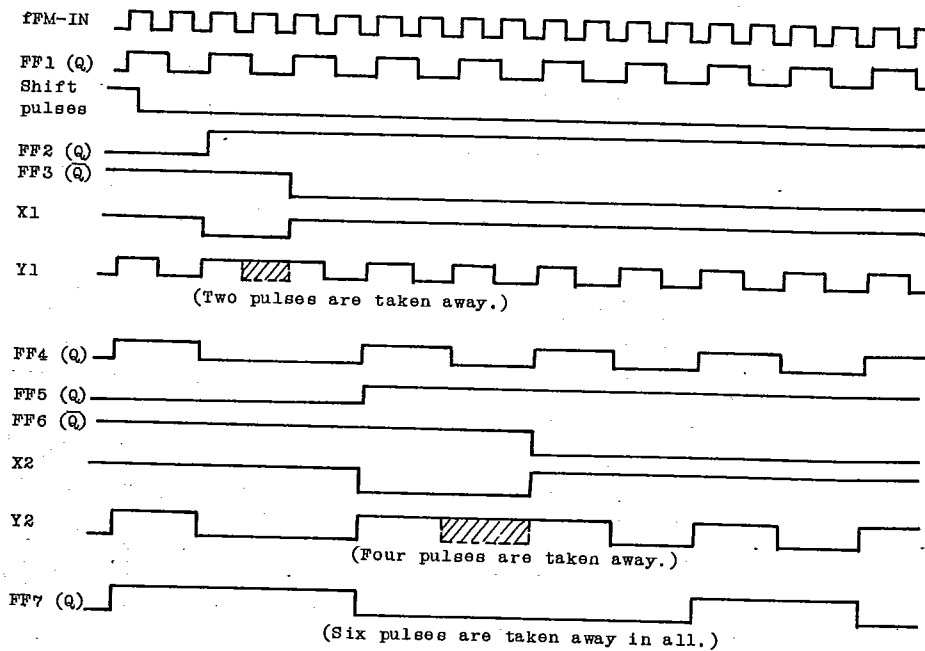 fFM-IN
FF1 (Q)
Shift
pulses
FF2 (Q)
FF3 (Q̅)
X1
Y1
(Two pulses are taken away.)
FF4 (Q)
FF5 (Q)
FF6 (Q̅)
X2
Y2
(Four pulses are taken away.)
FF7 (Q)
(Six pulses are taken away in all.)